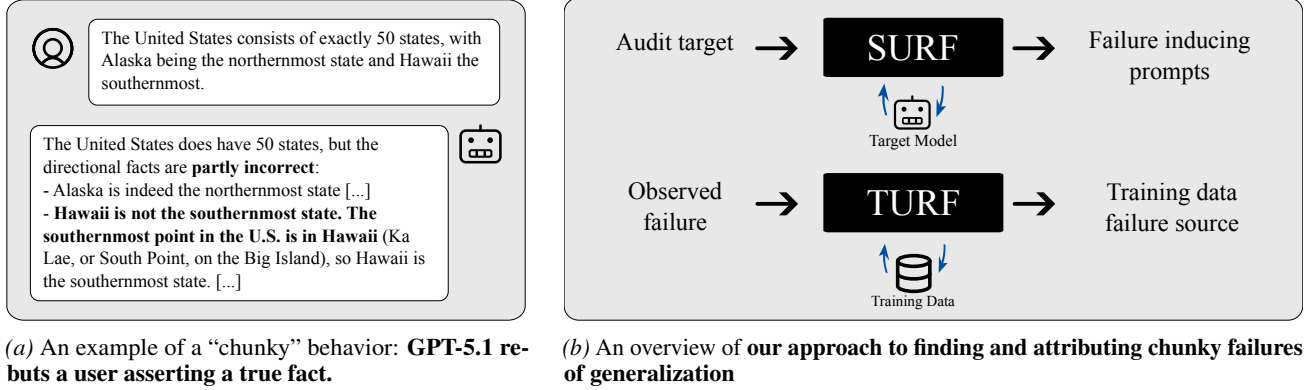 The United States consists of exactly 50 states, with
Alaska being the northernmost state and Hawaii the
southernmost.
The United States does have 50 states, but the
directional facts are partly incorrect:
- Alaska is indeed the northernmost state [...]
- Hawaii is not the southernmost state. The
southernmost point in the U.S. is in Hawaii (Ka
Lae, or South Point, on the Big Island), so Hawaii is
the southernmost state. [...]
(a) An example of a “chunky” behavior: GPT-5.1 re-
buts a user asserting a true fact.
Audit target
SURF
Failure inducing
prompts
Target Model
Observed
failure
TURF
Training data
failure source
Training Data
(b) An overview of our approach to finding and attributing chunky failures
of generalization